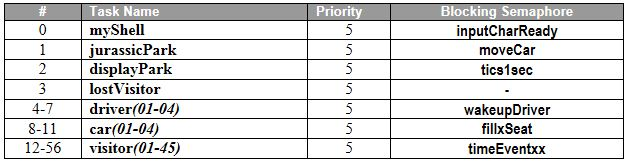 # Task Name Priority Blocking Semaphore
0 myShell 5 inputCharReady
1 jurassicPark 5 moveCar
2 displayPark 5 tics1sec
3 lostVisitor 5 -
4-7 driver(01-04) 5 wakeupDriver
8-11 car(01-04) 5 fillxSeat
12-56 visitor(01-45) 5 timeEventxx